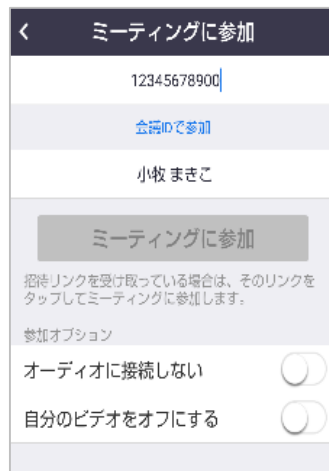 ミーティングに参加
12345678900
会議IDで参加
小牧 まきこ
ミーティングに参加
招待リンクを受け取っている場合は、そのリンクを
タップしてミーティングに参加します。
参加オプション
オーディオに接続しない
自分のビデオをオフにする